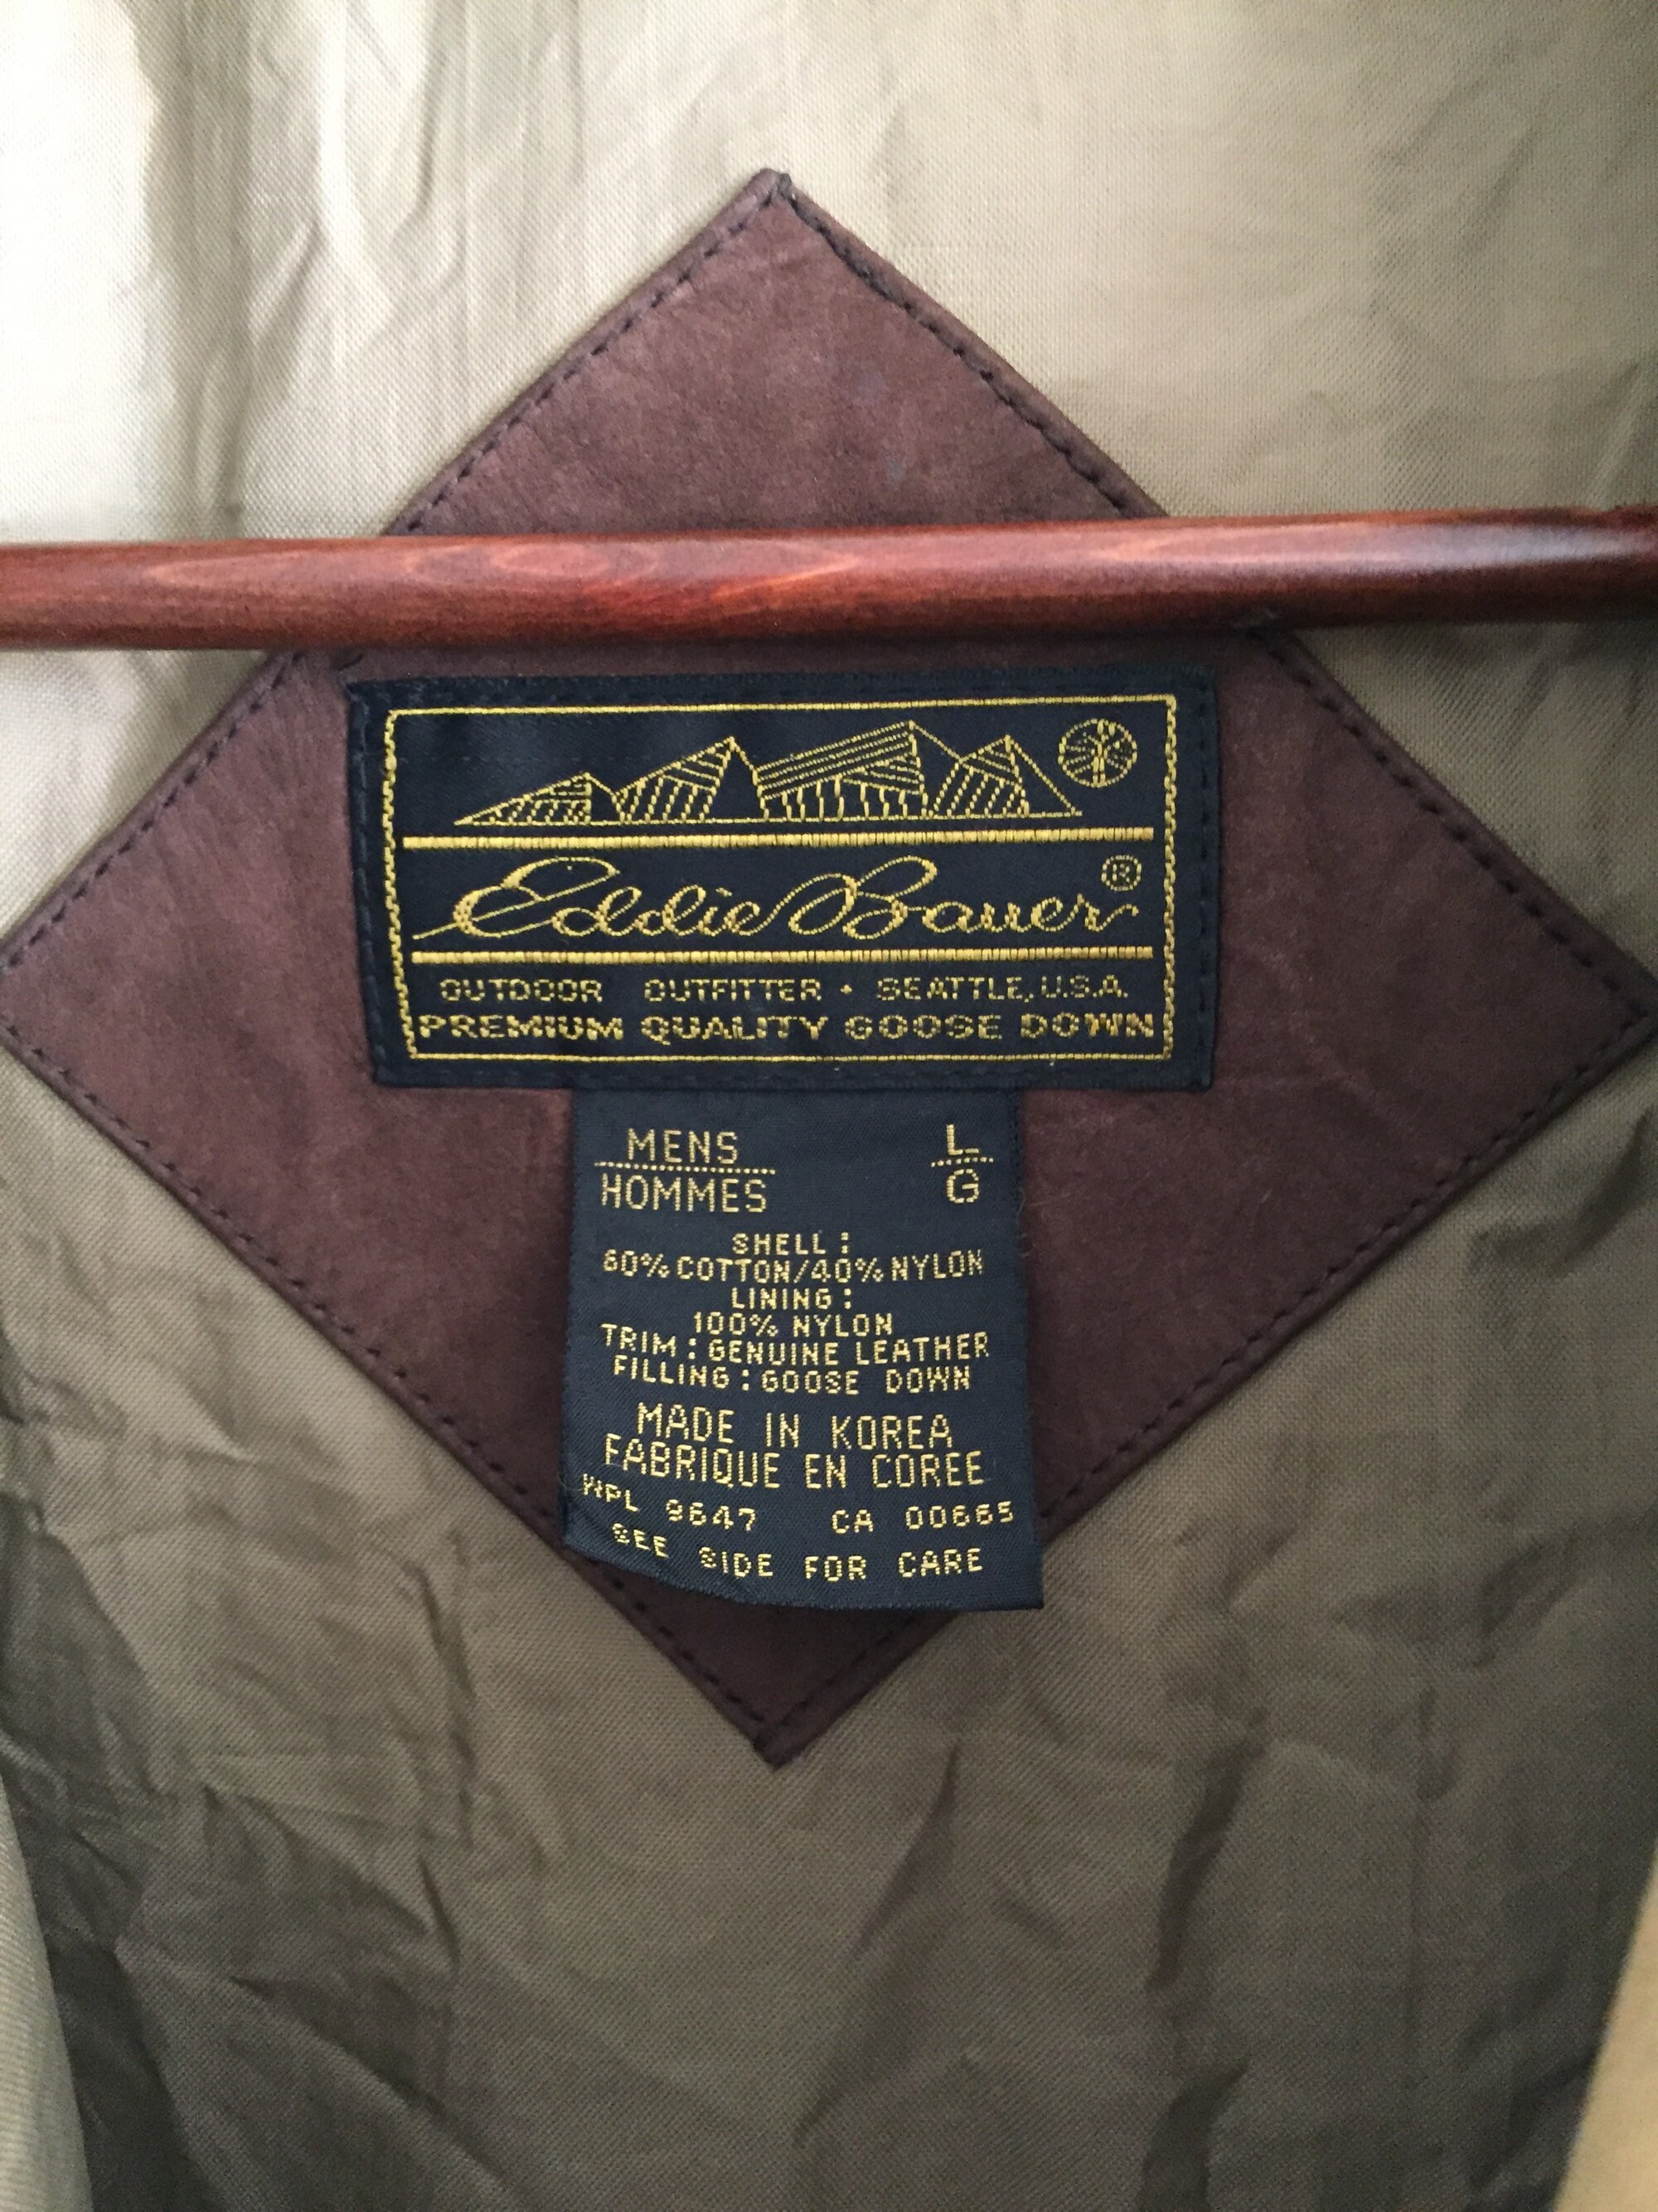 Eddie Bauer®
OUTDOOR OUTFITTER • SEATTLE, U.S.A.
PREMIUM QUALITY GOOSE DOWN
MENS L
HOMMES G
SHELL:
60% COTTON/40% NYLON
LINING:
100% NYLON
TRIM: GENUINE LEATHER
FILLING: GOOSE DOWN
MADE IN KOREA
FABRIQUE EN COREE
WPL 9647 CA 00665
SEE SIDE FOR CARE